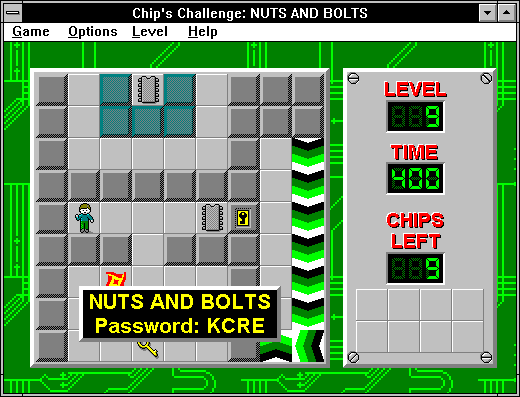 Chip's Challenge: NUTS AND BOLTS
Game Options Level Help
LEVEL
9
TIME
400
CHIPS
LEFT
9
NUTS AND BOLTS
Password: KCRE